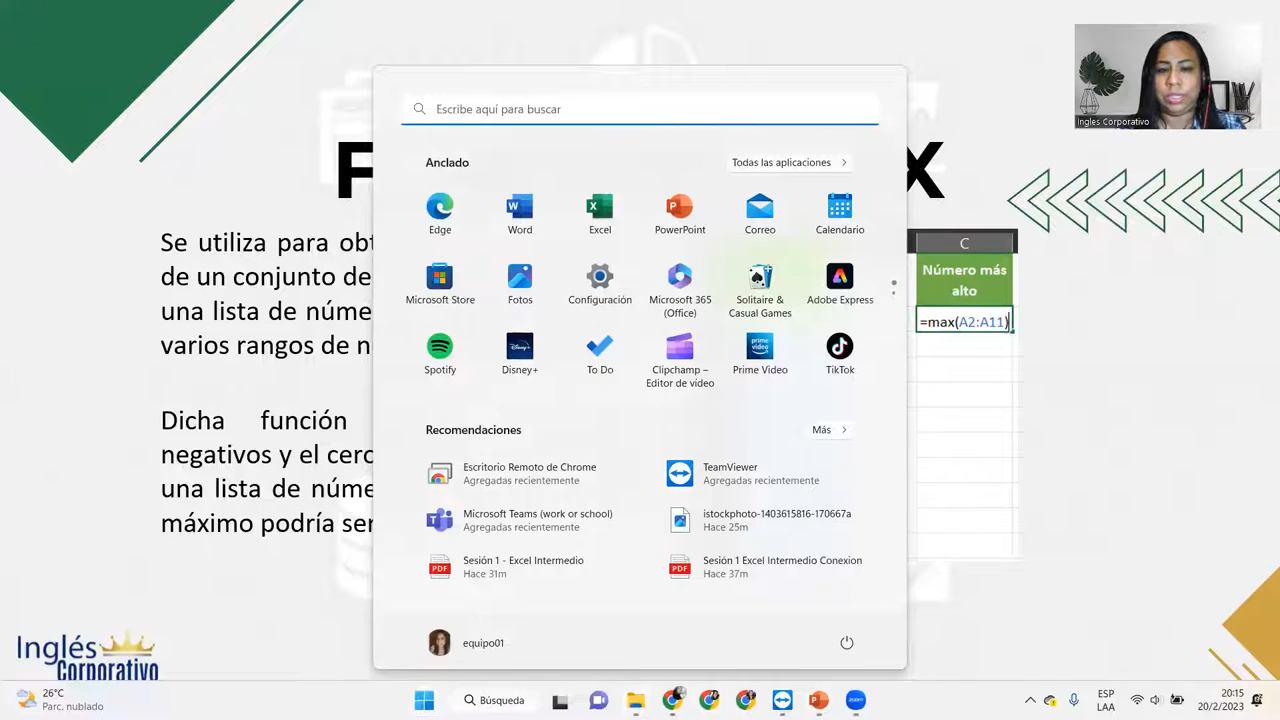 Escribe aquí para buscar
Ingles Corporativo
Anclado
Todas las aplicaciones
F
X
Edge
Word
Excel
PowerPoint
Correo
Calendario
Se utiliza para obt
de un conjunto de
una lista de núme
varios rangos de n
C
Número más
alto
=max(A2:A11)
Microsoft Store
Fotos
Configuración
Microsoft 365
(Office)
Solitaire &
Casual Games
Adobe Express
Spotify
Disney+
To Do
Clipchamp –
Editor de vídeo
prime
video
Prime Video
TikTok
Dicha función
negativos y el cero
una lista de núme
máximo podría ser
Recomendaciones
Más
Escritorio Remoto de Chrome
Agregadas recientemente
TeamViewer
Agregadas recientemente
Microsoft Teams (work or school)
Agregadas recientemente
istockphoto-1403615816-170667a
Hace 25m
PDF
Sesión 1 - Excel Intermedio
Hace 31m
PDF
Sesión 1 Excel Intermedio Conexion
Hace 37m
equipo01
Inglés
Corporativo
26°C
Parc. nublado
Búsqueda
zoom
ESP
LAA
20:15
20/2/2023